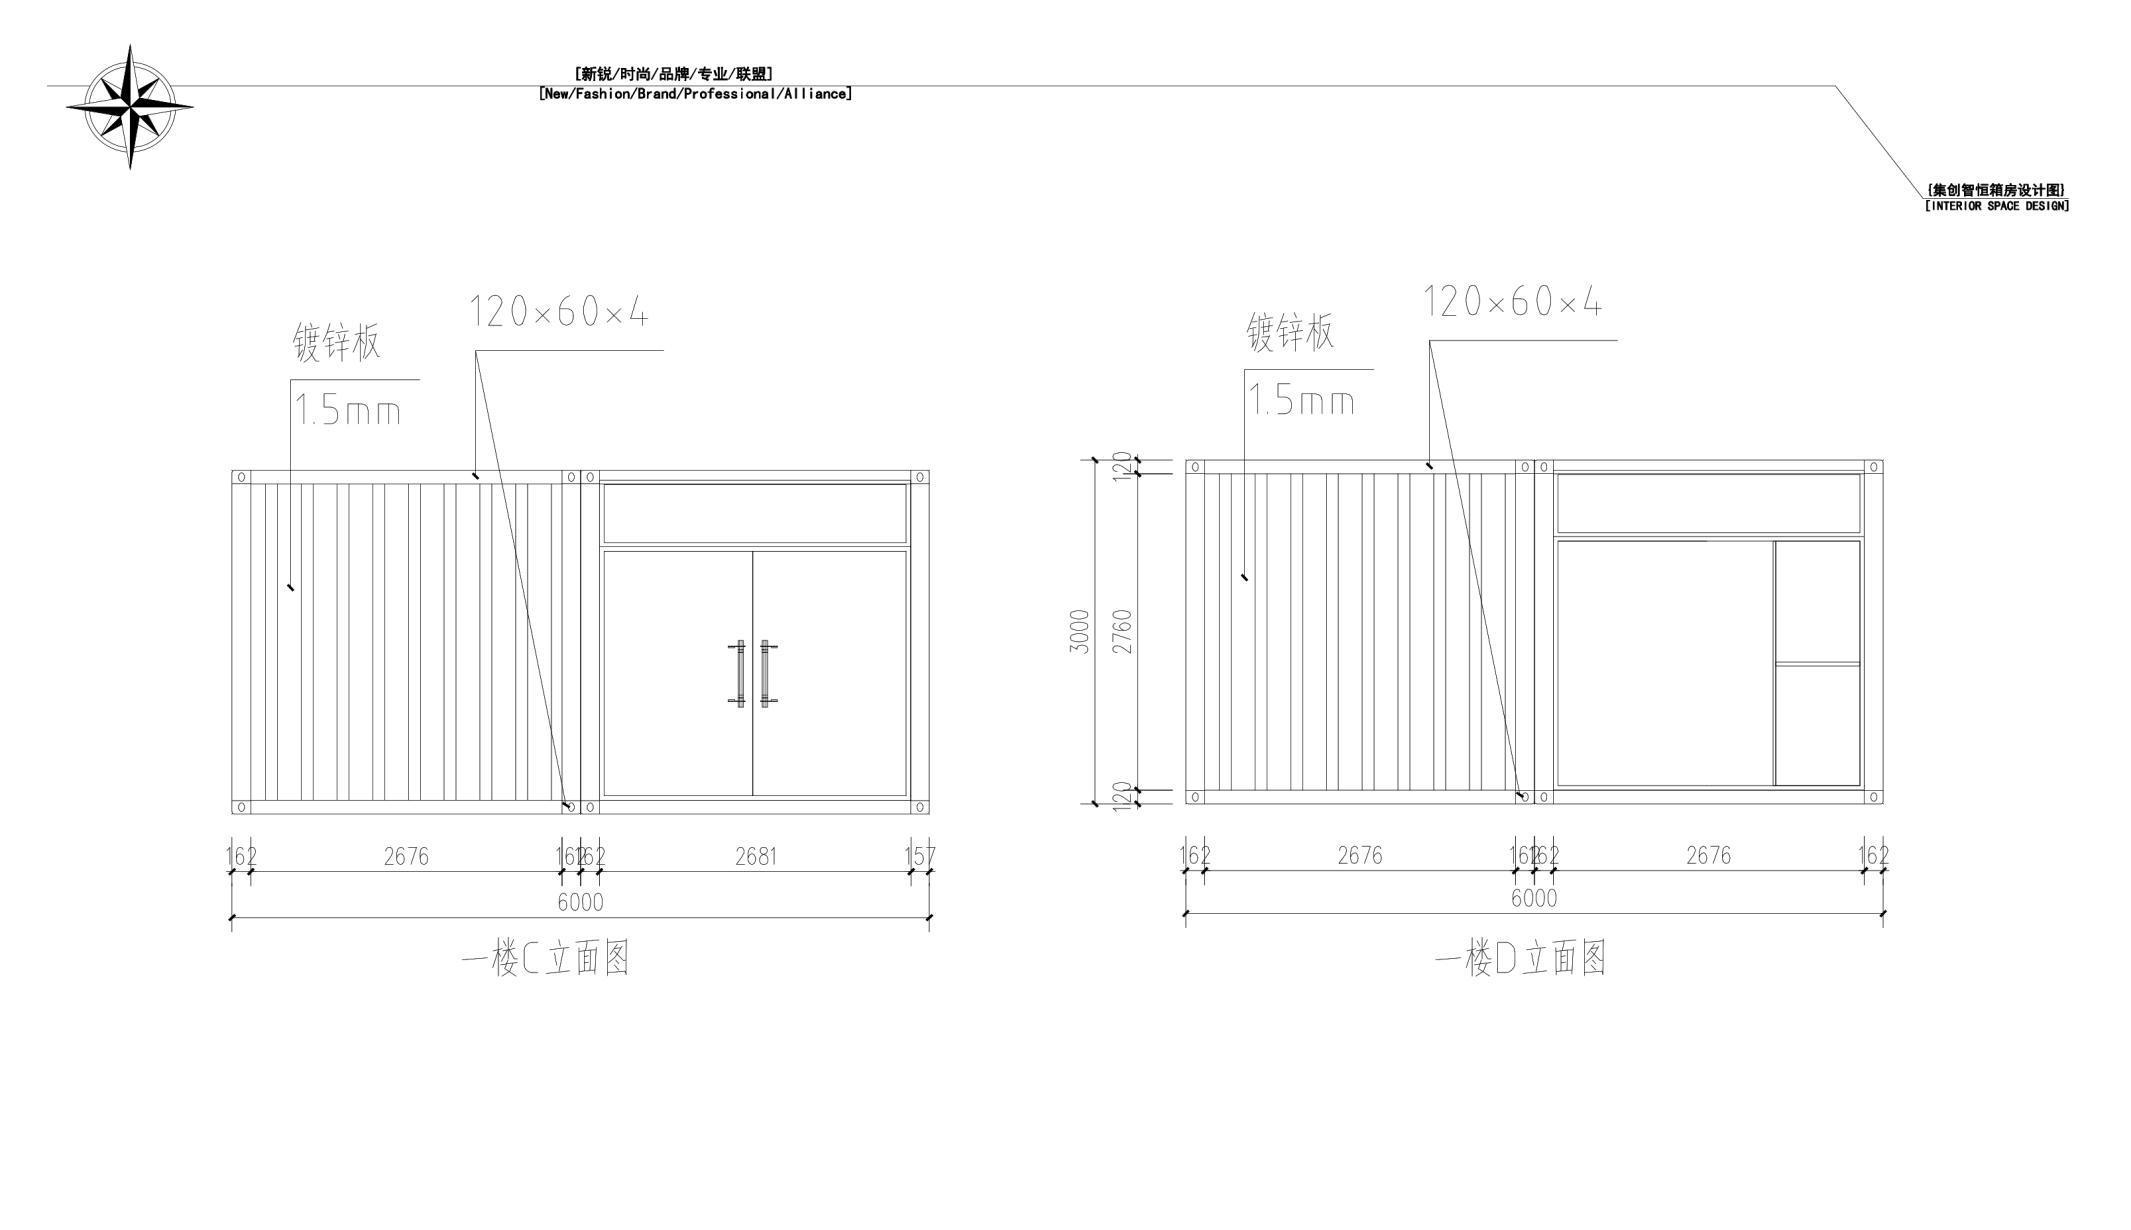 [新锐/时尚/品牌/专业/联盟]
[New/Fashion/Brand/Professional/Alliance]
{集创智恒箱房设计图}
[INTERIOR SPACE DESIGN]
120×60×4
镀锌板
1.5mm
162
2676
162
162
2681
157
6000
一楼C立面图
120×60×4
镀锌板
1.5mm
120
3000
2760
120
162
2676
162
162
2676
162
6000
一楼D立面图